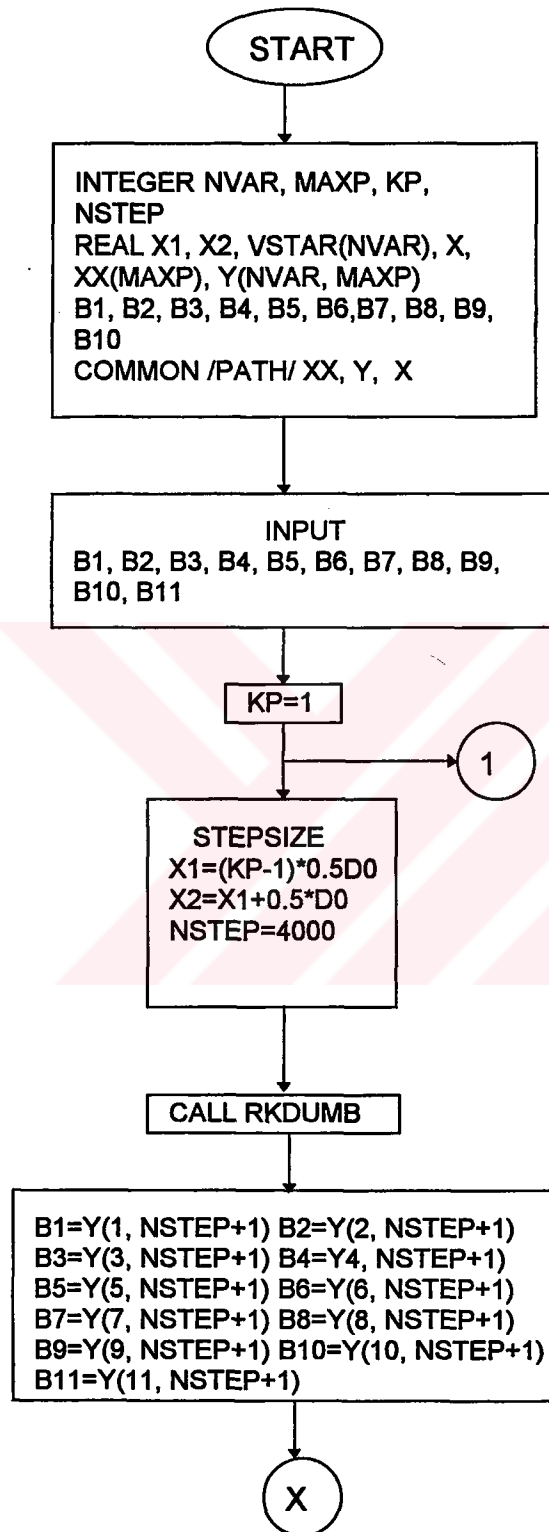 START
INTEGER NVAR, MAXP, KP,
NSTEP
REAL X1, X2, VSTAR(NVAR), X,
XX(MAXP), Y(NVAR, MAXP)
B1, B2, B3, B4, B5, B6,B7, B8, B9,
B10
COMMON /PATH/ XX, Y, X
INPUT
B1, B2, B3, B4, B5, B6, B7, B8, B9,
B10, B11
KP=1
1
STEPSIZE
X1=(KP-1)*0.5D0
X2=X1+0.5*D0
NSTEP=4000
CALL RKDUMB
B1=Y(1, NSTEP+1) B2=Y(2, NSTEP+1)
B3=Y(3, NSTEP+1) B4=Y4, NSTEP+1)
B5=Y(5, NSTEP+1) B6=Y(6, NSTEP+1)
B7=Y(7, NSTEP+1) B8=Y(8, NSTEP+1)
B9=Y(9, NSTEP+1) B10=Y(10, NSTEP+1)
B11=Y(11, NSTEP+1)
X